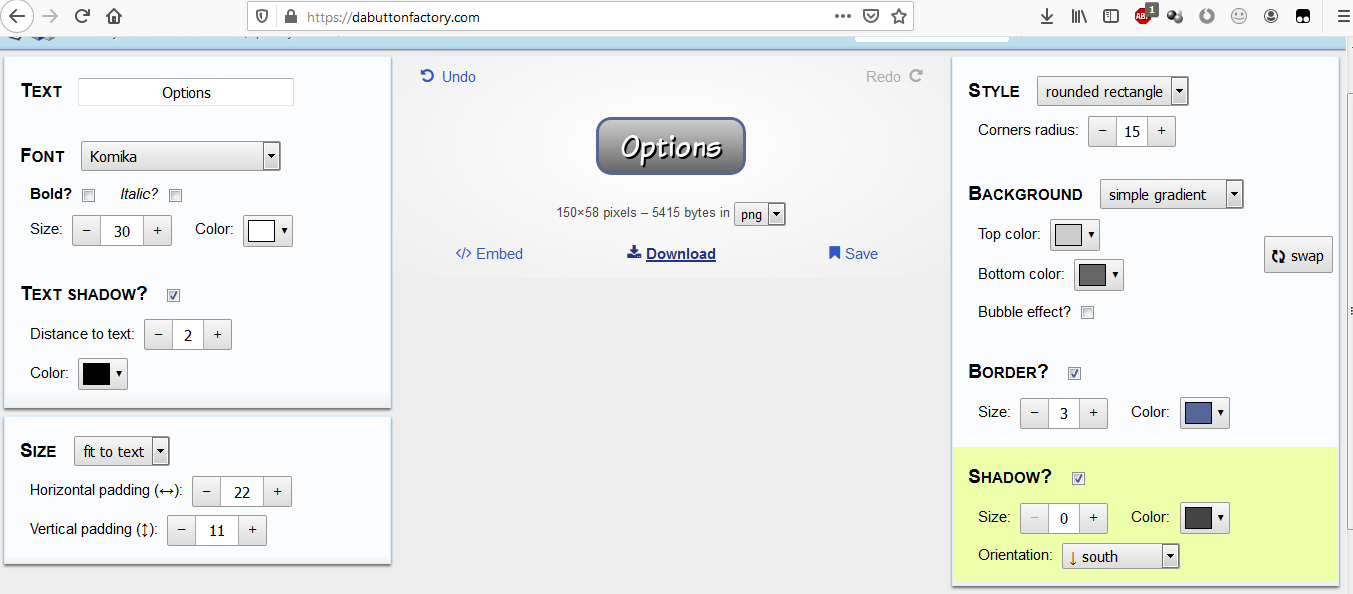 https://dabuttonfactory.com
1
TEXT
Options
FONT
Komika
Bold?
Italic?
Size:
− 30 +
Color:
TEXT SHADOW?
Distance to text:
− 2 +
Color:
SIZE
fit to text
Horizontal padding (↔):
− 22 +
Vertical padding (↕):
− 11 +
Undo
Redo
Options
150×58 pixels – 5415 bytes in
png
</> Embed
Download
Save
STYLE
rounded rectangle
Corners radius:
− 15 +
BACKGROUND
simple gradient
Top color:
Bottom color:
swap
Bubble effect?
BORDER?
Size:
− 3 +
Color:
SHADOW?
Size:
− 0 +
Color:
Orientation:
↓ south